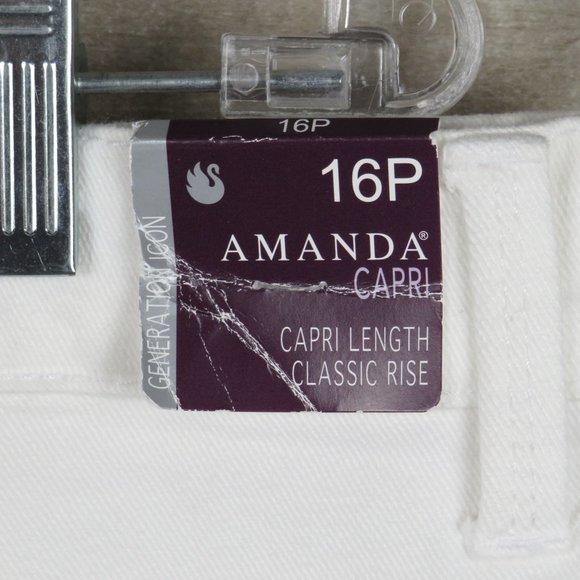 16P
16P
AMANDA®
CAPRI
CAPRI LENGTH
CLASSIC RISE
GENERATION ICON